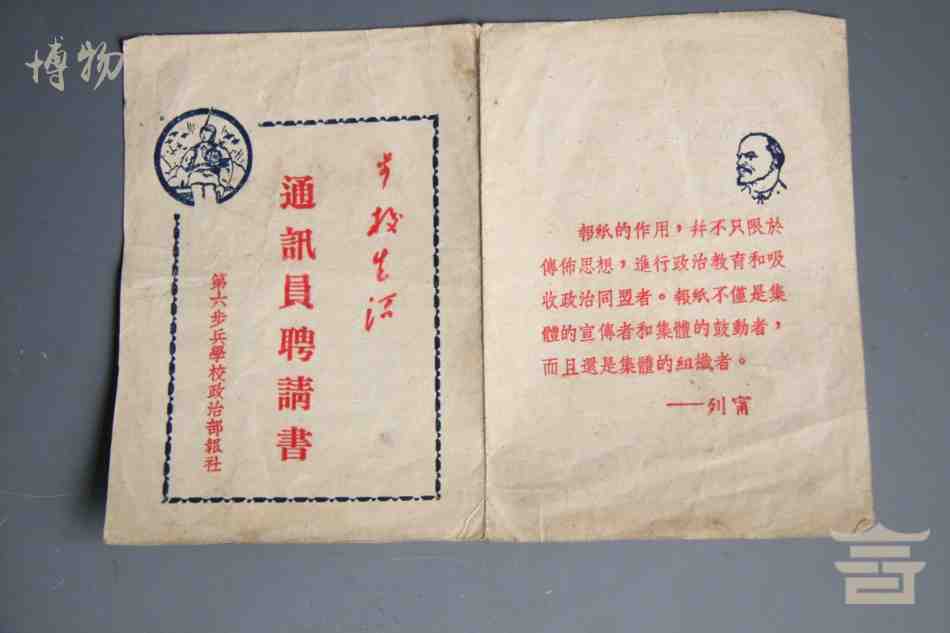 博物
步校生活
通訊員聘請書
第六步兵學校政治部報社
報紙的作用，幷不只限於
傳佈思想，進行政治教育和吸
收政治同盟者。報紙不僅是集
體的宣傳者和集體的鼓動者，
而且還是集體的組織者。
——列甯